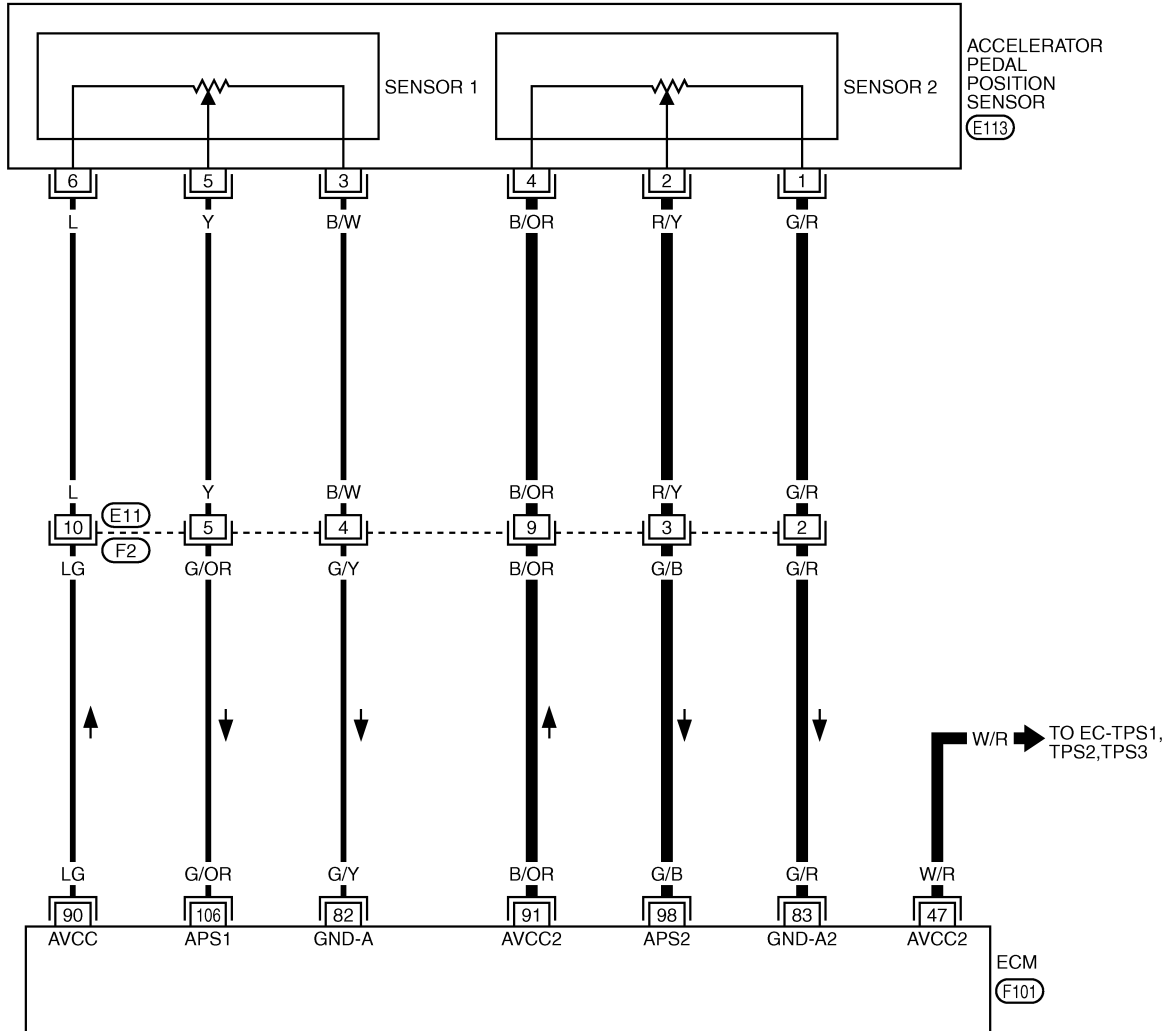 ACCELERATOR
PEDAL
POSITION
SENSOR
E113
SENSOR 1
SENSOR 2
6 5 3 4 2 1
L Y B/W B/OR R/Y G/R
L Y B/W B/OR R/Y G/R
E11
10 5 4 9 3 2
F2
LG G/OR G/Y B/OR G/B G/R
W/R TO EC-TPS1,
TPS2,TPS3
LG G/OR G/Y B/OR G/B G/R W/R
90 106 82 91 98 83 47
AVCC APS1 GND-A AVCC2 APS2 GND-A2 AVCC2
ECM
F101